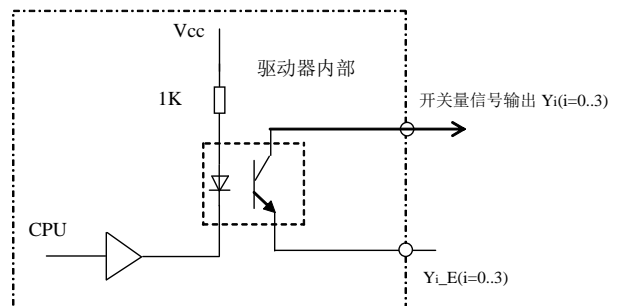 Vcc
驱动器内部
1K
开关量信号输出 Yi(i=0..3)
CPU
Yi_E(i=0..3)